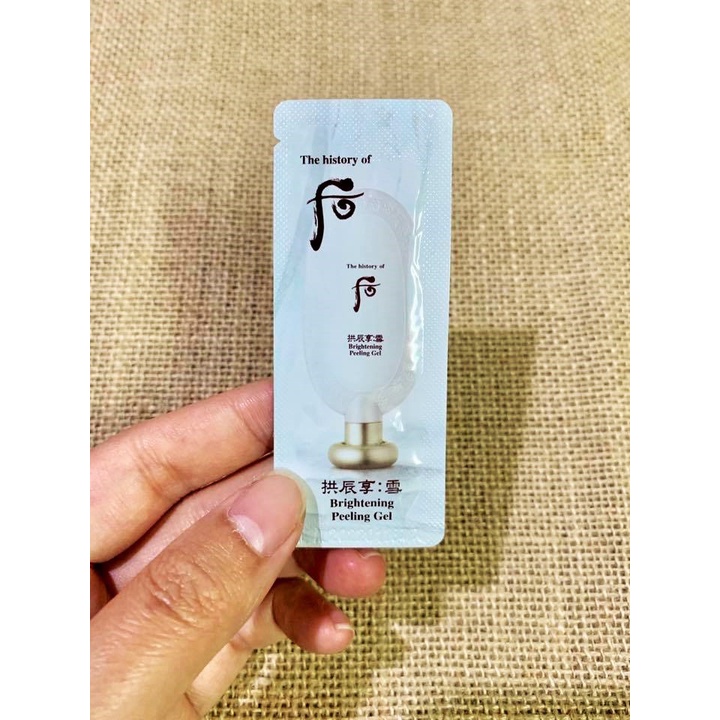 The history of
后
The history of
后
拱辰享:雪
Brightening
Peeling Gel
拱辰享:雪
Brightening
Peeling Gel